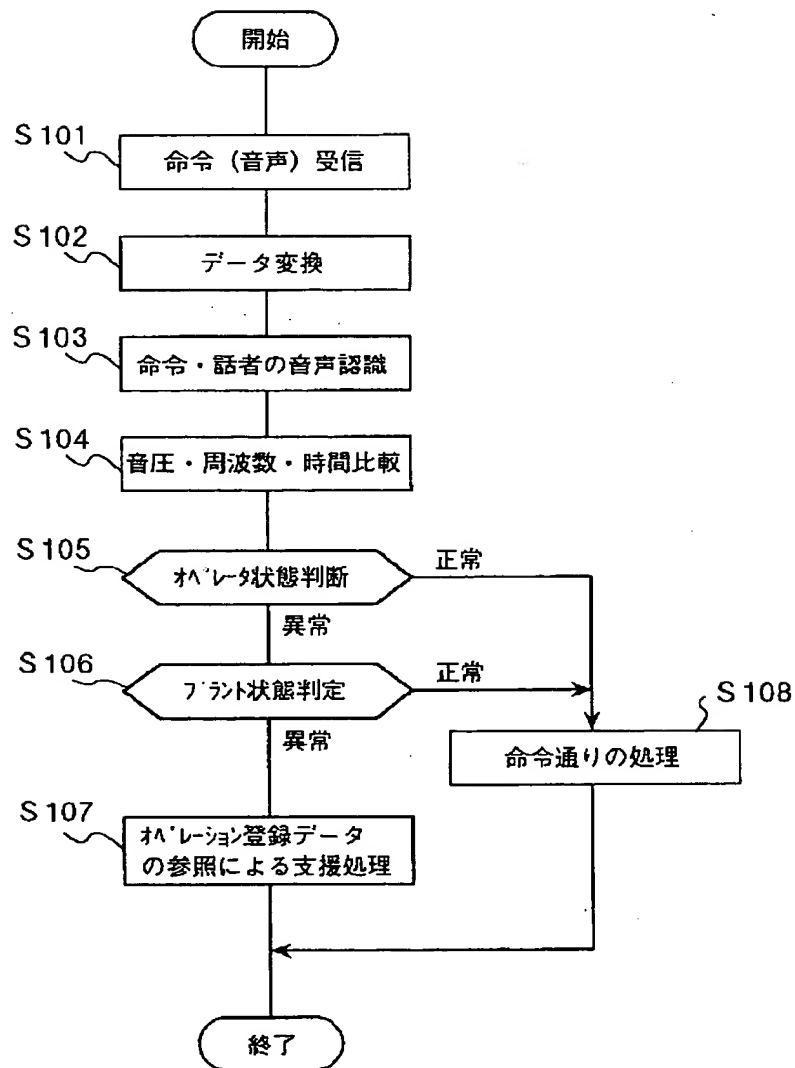 開始
S101
命令（音声）受信
S102
データ変換
S103
命令・話者の音声認識
S104
音圧・周波数・時間比較
S105
オペレータ状態判断
正常
異常
S106
プラント状態判定
正常
異常
S108
命令通りの処理
S107
オペレーション登録データ
の参照による支援処理
終了